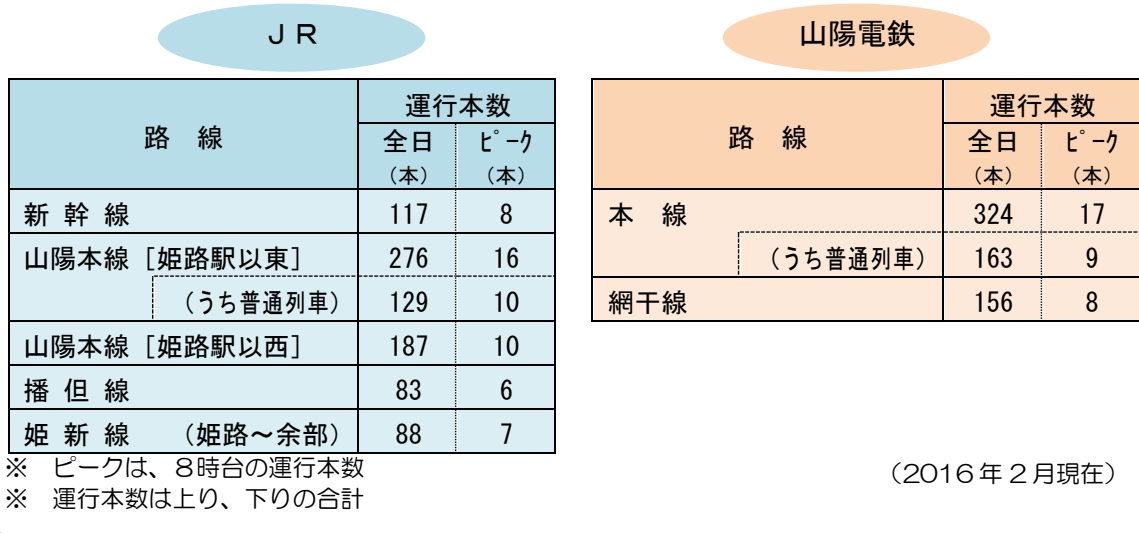 ＪＲ
路　線　運行本数
全日　ﾋﾟｰｸ
（本）　（本）
新 幹 線　117　8
山陽本線［姫路駅以東］　276　16
（うち普通列車）　129　10
山陽本線［姫路駅以西］　187　10
播 但 線　83　6
姫 新 線　（姫路～余部）　88　7
※　ピークは、８時台の運行本数
※　運行本数は上り、下りの合計
山陽電鉄
路　線　運行本数
全日　ﾋﾟｰｸ
（本）　（本）
本　線　324　17
（うち普通列車）　163　9
網干線　156　8
（２０１６年２月現在）